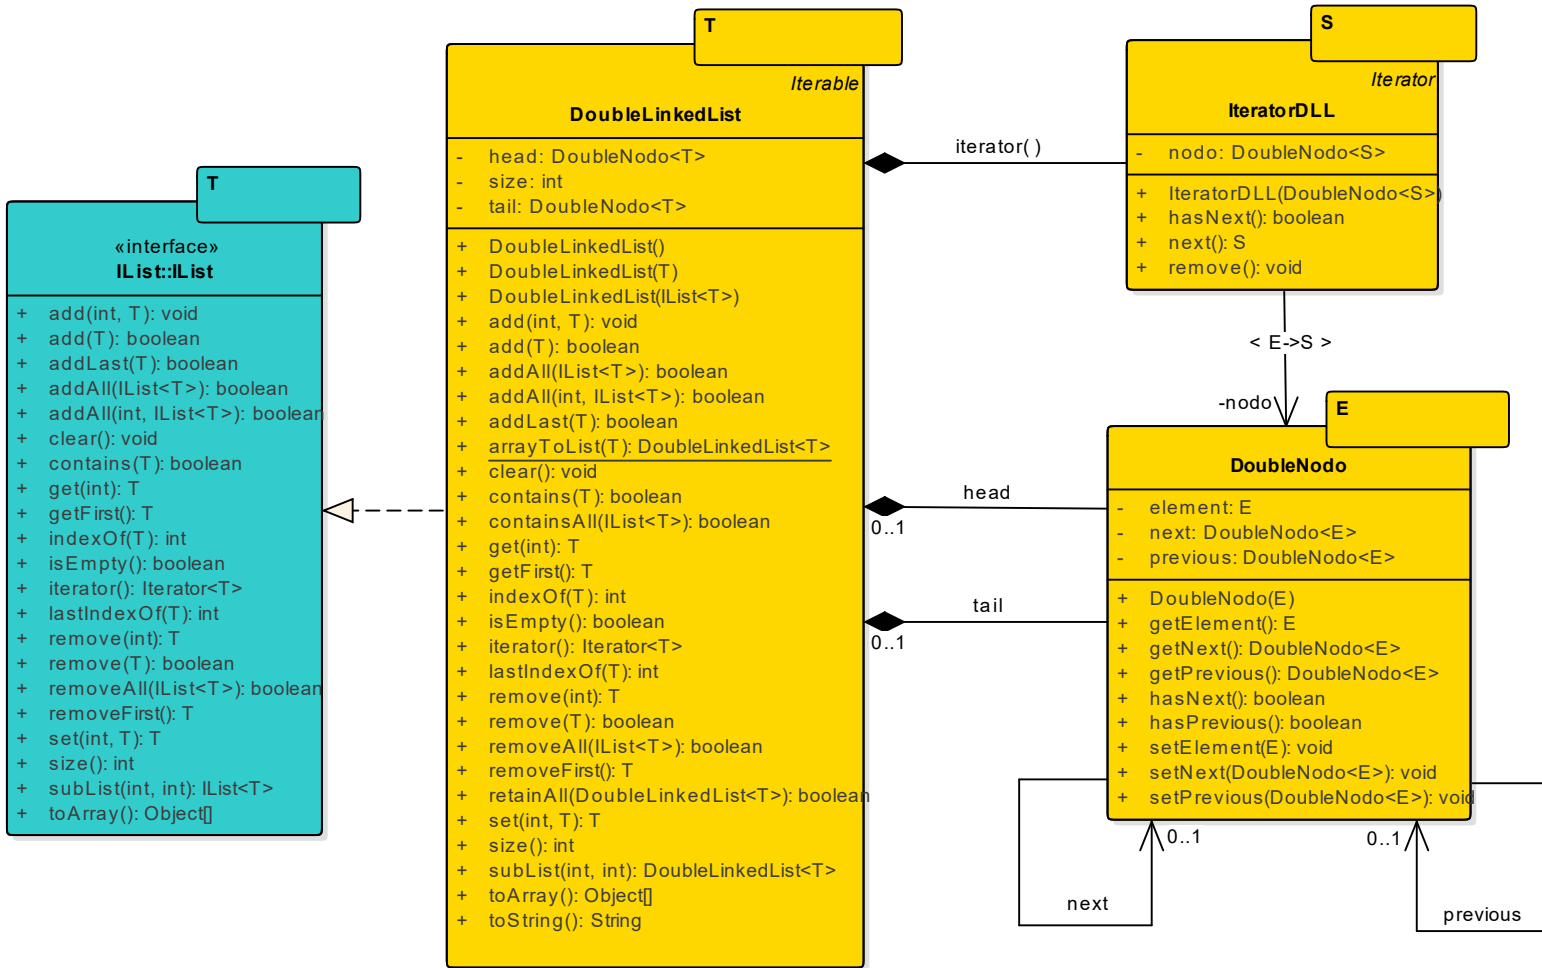 T
«interface»
IList::IList
+ add(int, T): void
+ add(T): boolean
+ addLast(T): boolean
+ addAll(IList<T>): boolean
+ addAll(int, IList<T>): boolean
+ clear(): void
+ contains(T): boolean
+ get(int): T
+ getFirst(): T
+ indexOf(T): int
+ isEmpty(): boolean
+ iterator(): Iterator<T>
+ lastIndexOf(T): int
+ remove(int): T
+ remove(T): boolean
+ removeAll(IList<T>): boolean
+ removeFirst(): T
+ set(int, T): T
+ size(): int
+ subList(int, int): IList<T>
+ toArray(): Object[]
T
Iterable
DoubleLinkedList
- head: DoubleNodo<T>
- size: int
- tail: DoubleNodo<T>
+ DoubleLinkedList()
+ DoubleLinkedList(T)
+ DoubleLinkedList(IList<T>)
+ add(int, T): void
+ add(T): boolean
+ addAll(IList<T>): boolean
+ addAll(int, IList<T>): boolean
+ addLast(T): boolean
+ arrayToList(T): DoubleLinkedList<T>
+ clear(): void
+ contains(T): boolean
+ containsAll(IList<T>): boolean
+ get(int): T
+ getFirst(): T
+ indexOf(T): int
+ isEmpty(): boolean
+ iterator(): Iterator<T>
+ lastIndexOf(T): int
+ remove(int): T
+ remove(T): boolean
+ removeAll(IList<T>): boolean
+ removeFirst(): T
+ retainAll(DoubleLinkedList<T>): boolean
+ set(int, T): T
+ size(): int
+ subList(int, int): DoubleLinkedList<T>
+ toArray(): Object[]
+ toString(): String
iterator()
head
0..1
tail
0..1
S
Iterator
IteratorDLL
- nodo: DoubleNodo<S>
+ IteratorDLL(DoubleNodo<S>)
+ hasNext(): boolean
+ next(): S
+ remove(): void
< E->S >
-nodo
E
DoubleNodo
- element: E
- next: DoubleNodo<E>
- previous: DoubleNodo<E>
+ DoubleNodo(E)
+ getElement(): E
+ getNext(): DoubleNodo<E>
+ getPrevious(): DoubleNodo<E>
+ hasNext(): boolean
+ hasPrevious(): boolean
+ setElement(E): void
+ setNext(DoubleNodo<E>): void
+ setPrevious(DoubleNodo<E>): void
0..1
0..1
next
previous